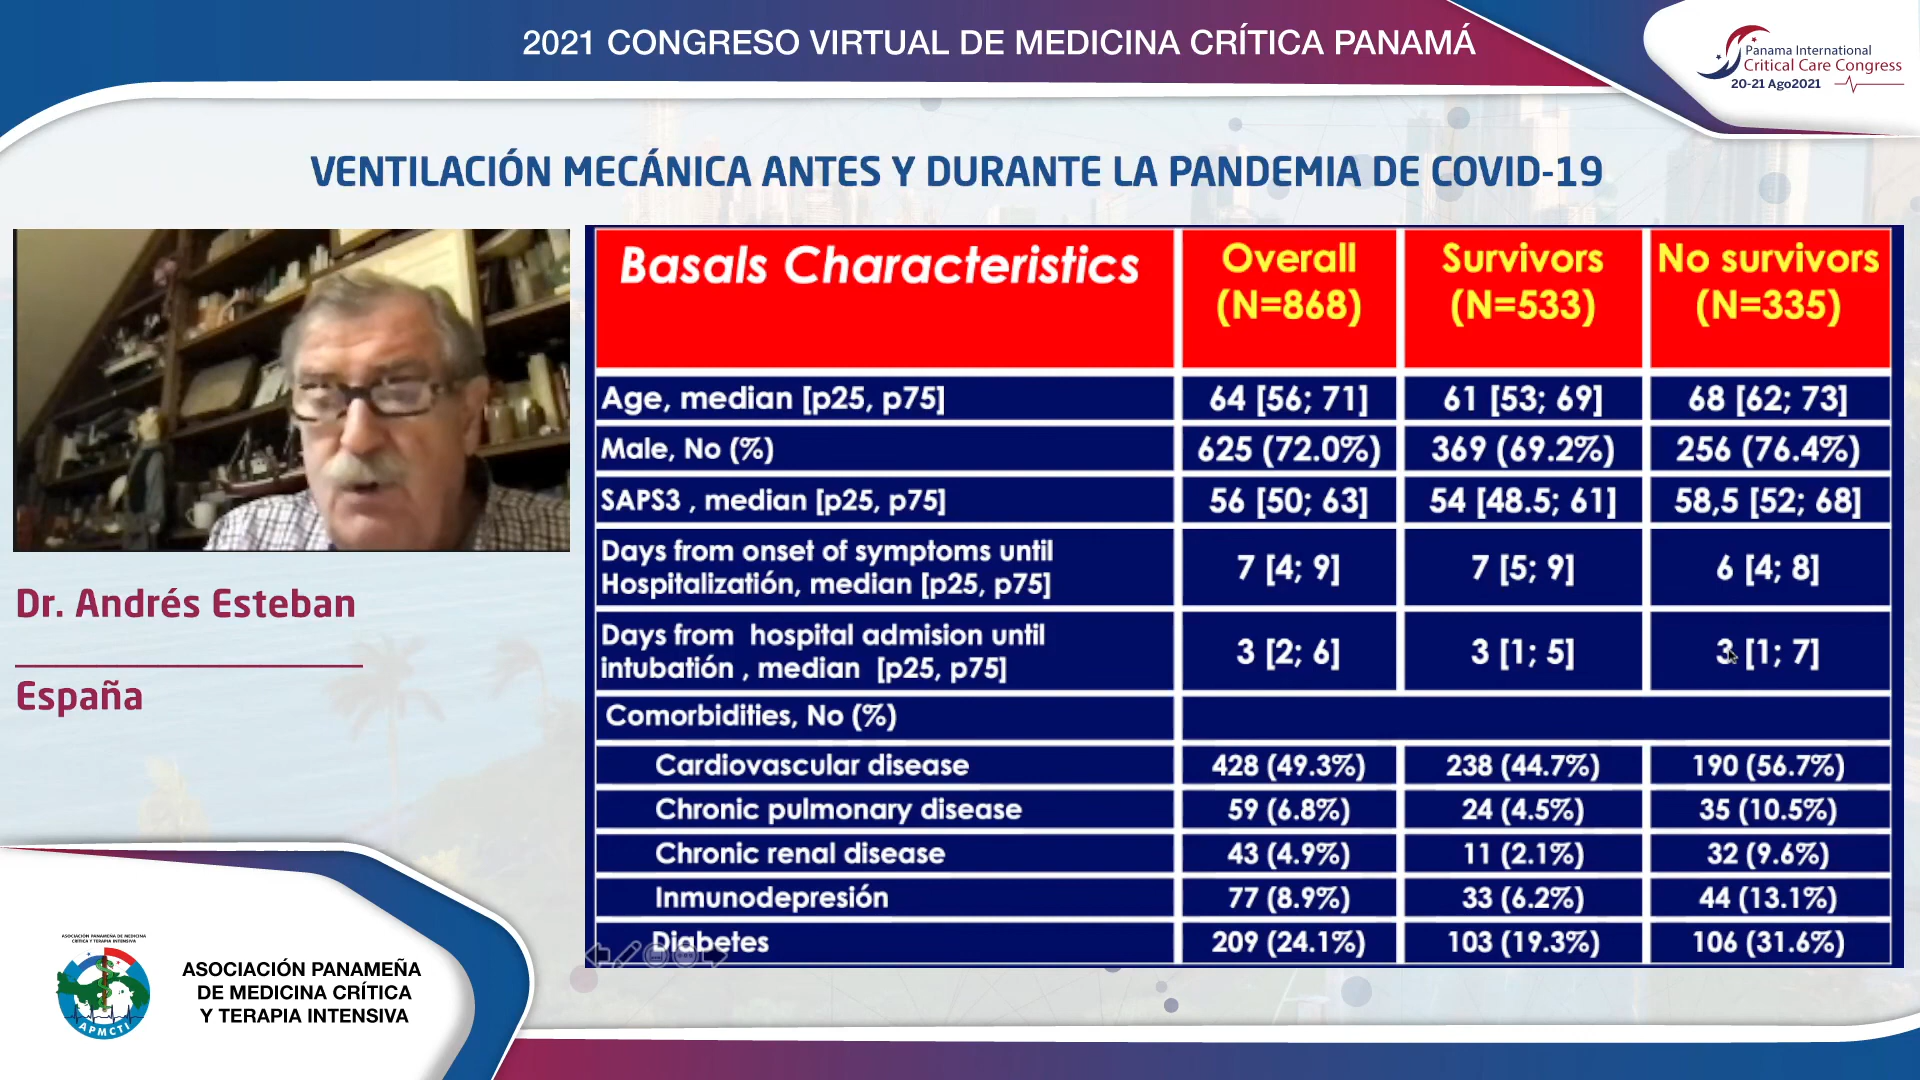 2021 CONGRESO VIRTUAL DE MEDICINA CRÍTICA PANAMÁ
Panama International
Critical Care Congress
20-21 Ago2021
VENTILACIÓN MECÁNICA ANTES Y DURANTE LA PANDEMIA DE COVID-19
Dr. Andrés Esteban
España
Basals Characteristics
Overall
(N=868)
Survivors
(N=533)
No survivors
(N=335)
Age, median [p25, p75] 64 [56; 71] 61 [53; 69] 68 [62; 73]
Male, No (%) 625 (72.0%) 369 (69.2%) 256 (76.4%)
SAPS3 , median [p25, p75] 56 [50; 63] 54 [48.5; 61] 58,5 [52; 68]
Days from onset of symptoms until
Hospitalizatión, median [p25, p75] 7 [4; 9] 7 [5; 9] 6 [4; 8]
Days from hospital admision until
intubatión , median [p25, p75] 3 [2; 6] 3 [1; 5] 3 [1; 7]
Comorbidities, No (%)
Cardiovascular disease 428 (49.3%) 238 (44.7%) 190 (56.7%)
Chronic pulmonary disease 59 (6.8%) 24 (4.5%) 35 (10.5%)
Chronic renal disease 43 (4.9%) 11 (2.1%) 32 (9.6%)
Inmunodepresión 77 (8.9%) 33 (6.2%) 44 (13.1%)
Diabetes 209 (24.1%) 103 (19.3%) 106 (31.6%)
ASOCIACIÓN PANAMEÑA DE MEDICINA
CRÍTICA Y TERAPIA INTENSIVA
APMCTI
ASOCIACIÓN PANAMEÑA
DE MEDICINA CRÍTICA
Y TERAPIA INTENSIVA